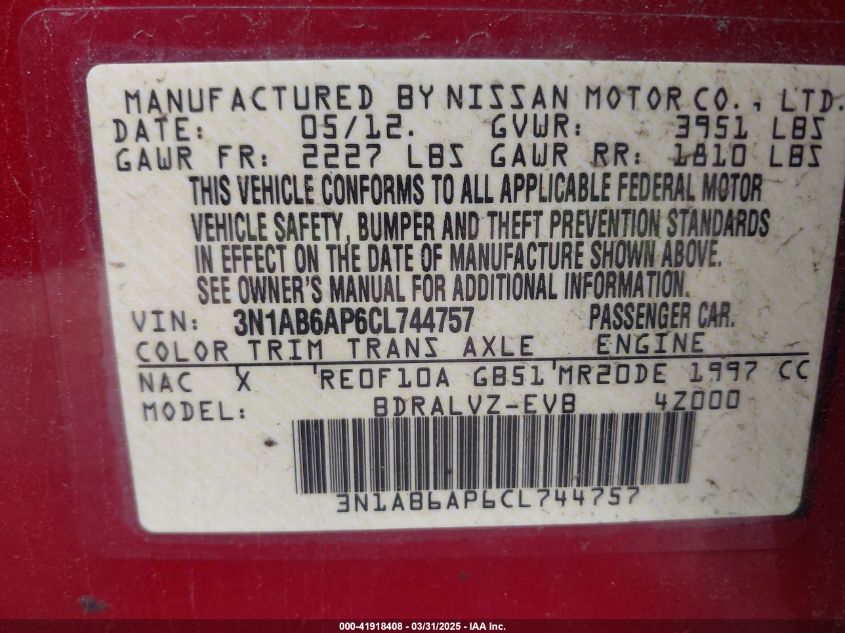 MANUFACTURED BY NISSAN MOTOR CO., LTD.
DATE: 05/12. GVWR: 3951 LBS
GAWR FR: 2227 LBS GAWR RR: 1810 LBS
THIS VEHICLE CONFORMS TO ALL APPLICABLE FEDERAL MOTOR
VEHICLE SAFETY, BUMPER AND THEFT PREVENTION STANDARDS
IN EFFECT ON THE DATE OF MANUFACTURE SHOWN ABOVE.
SEE OWNER'S MANUAL FOR ADDITIONAL INFORMATION.
VIN: 3N1AB6AP6CL744757 PASSENGER CAR.
COLOR TRIM TRANS AXLE ENGINE
NAC X RE0F10A GB51 MR20DE 1997 CC
MODEL: BDRALVZ-EVB 4Z000
3N1AB6AP6CL744757
000-41918408 - 03/31/2025 - IAA Inc.